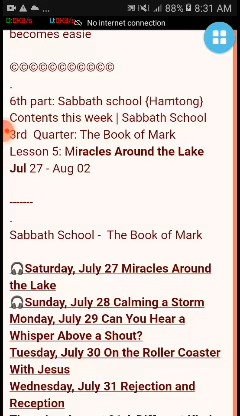 0:0KB/s U:0KB/s 88% 8:31 AM
No internet connection
becomes easie
©©©©©©©©©©©
.
6th part: Sabbath school {Hamtong}
Contents this week | Sabbath School
3rd Quarter: The Book of Mark
Lesson 5: Miracles Around the Lake
Jul 27 - Aug 02
-------
.
Sabbath School - The Book of Mark
🎧Saturday, July 27 Miracles Around
the Lake
🎧Sunday, July 28 Calming a Storm
Monday, July 29 Can You Hear a
Whisper Above a Shout?
Tuesday, July 30 On the Roller Coaster
With Jesus
Wednesday, July 31 Rejection and
Reception